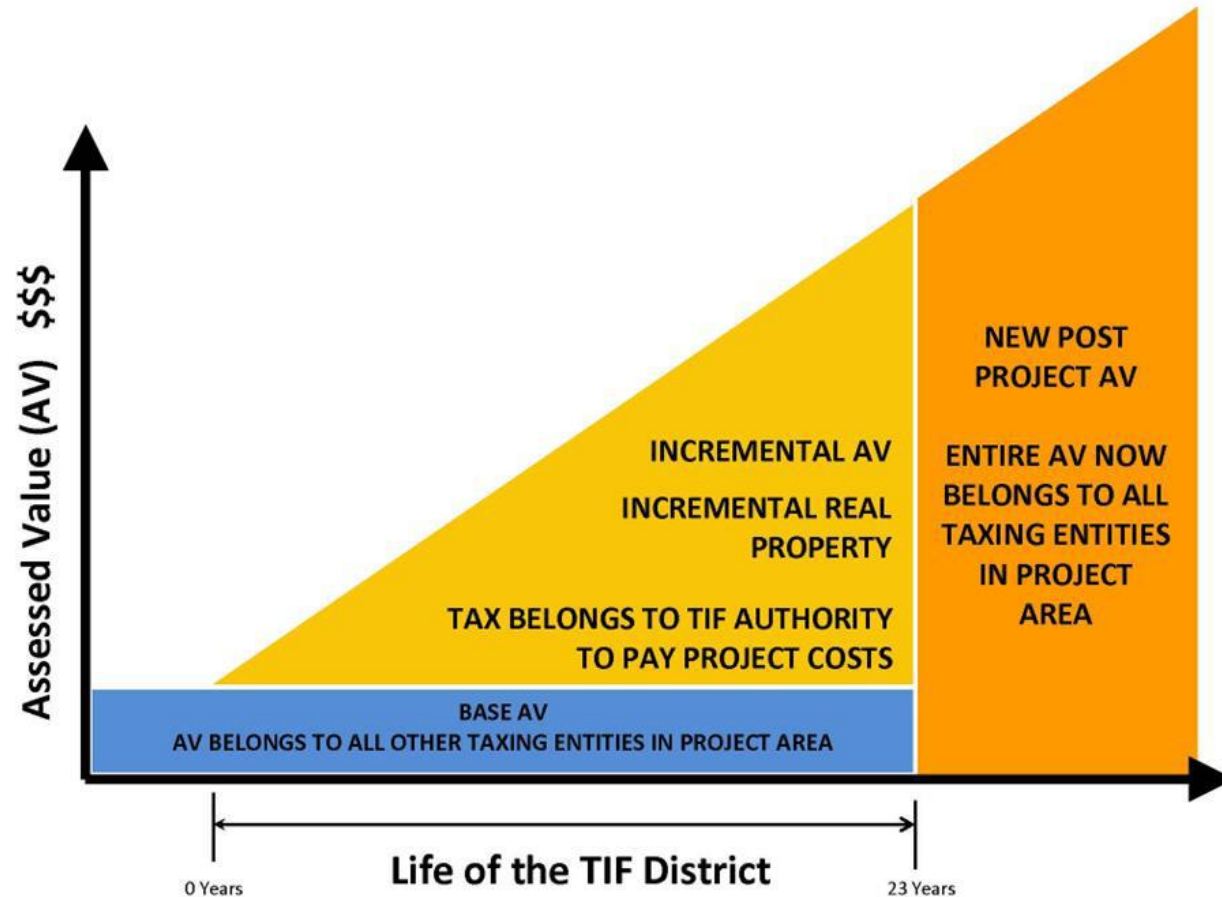 Assessed Value (AV) $$$
INCREMENTAL AV
INCREMENTAL REAL
PROPERTY
TAX BELONGS TO TIF AUTHORITY
TO PAY PROJECT COSTS
NEW POST
PROJECT AV
ENTIRE AV NOW
BELONGS TO ALL
TAXING ENTITIES
IN PROJECT
AREA
BASE AV
AV BELONGS TO ALL OTHER TAXING ENTITIES IN PROJECT AREA
Life of the TIF District
0 Years
23 Years